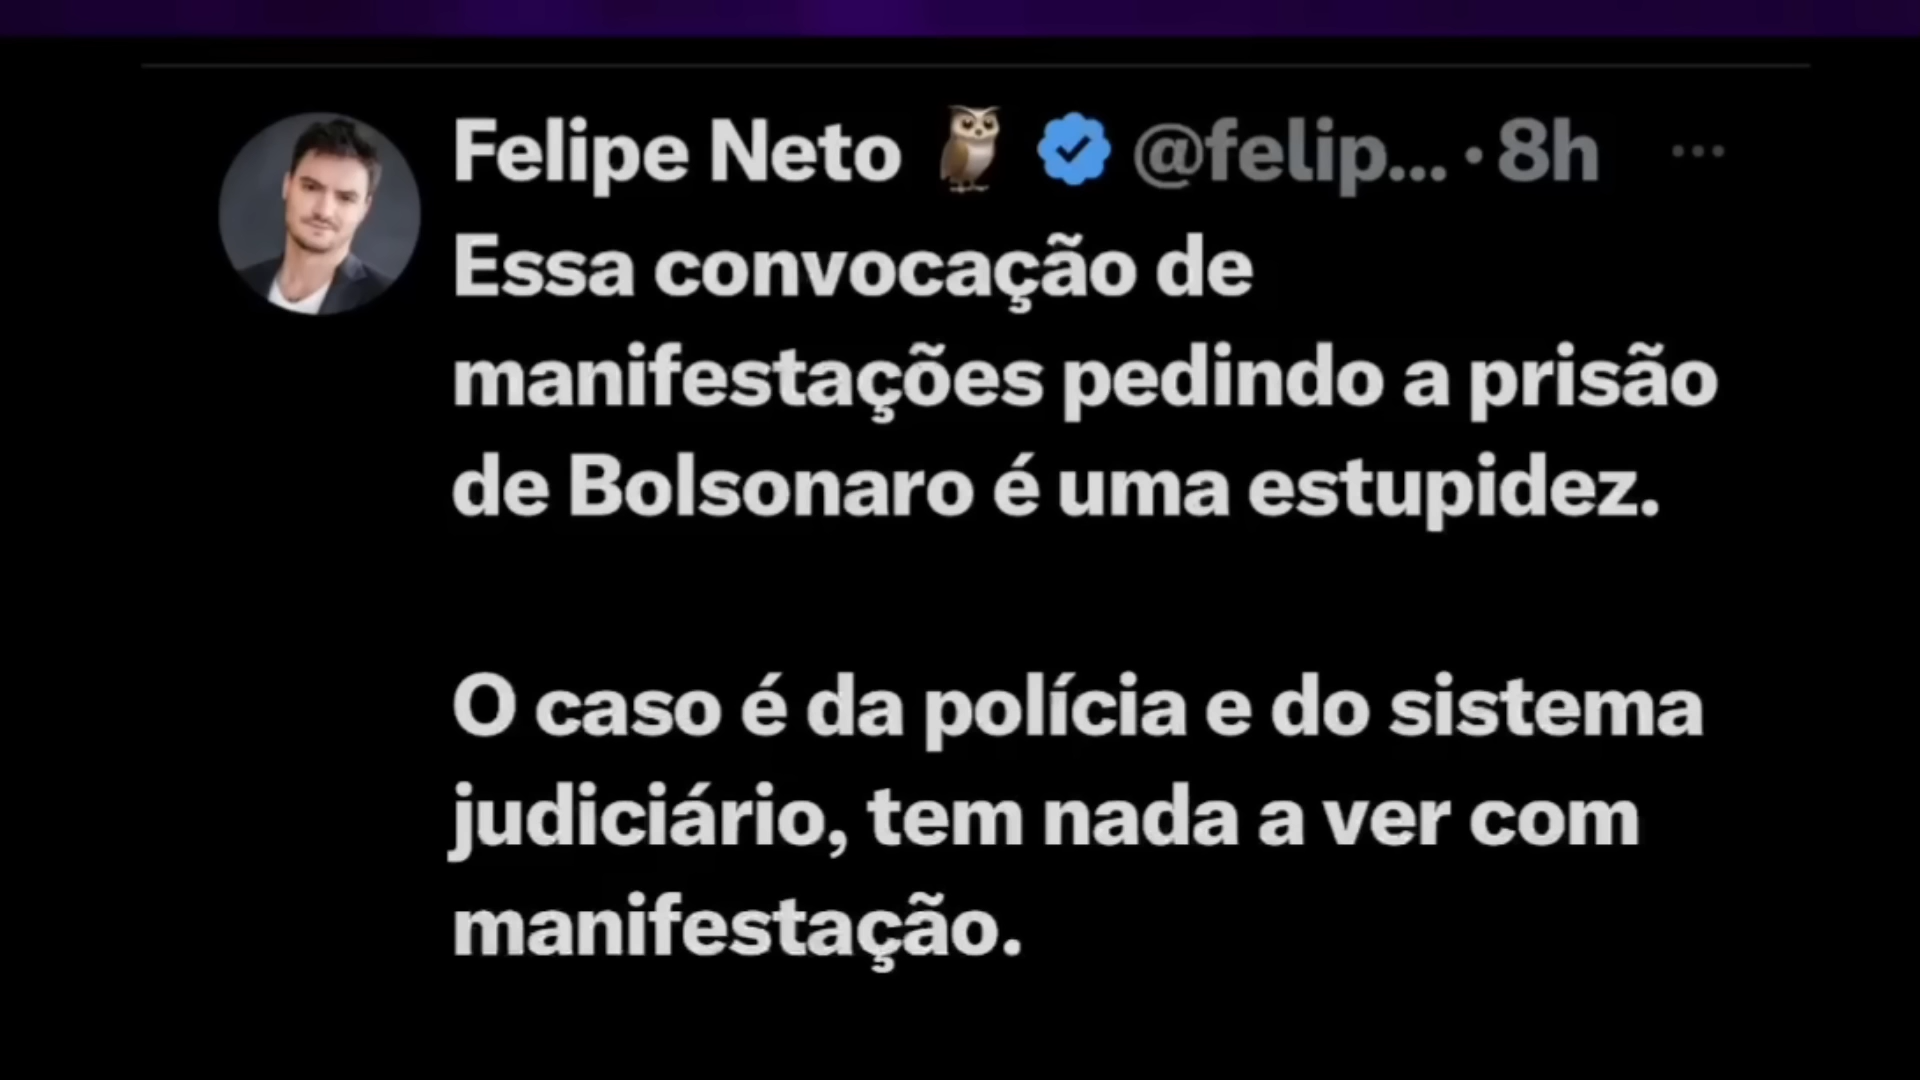 Felipe Neto 🦉 @felip... · 8h ...
Essa convocação de
manifestações pedindo a prisão
de Bolsonaro é uma estupidez.
O caso é da polícia e do sistema
judiciário, tem nada a ver com
manifestação.